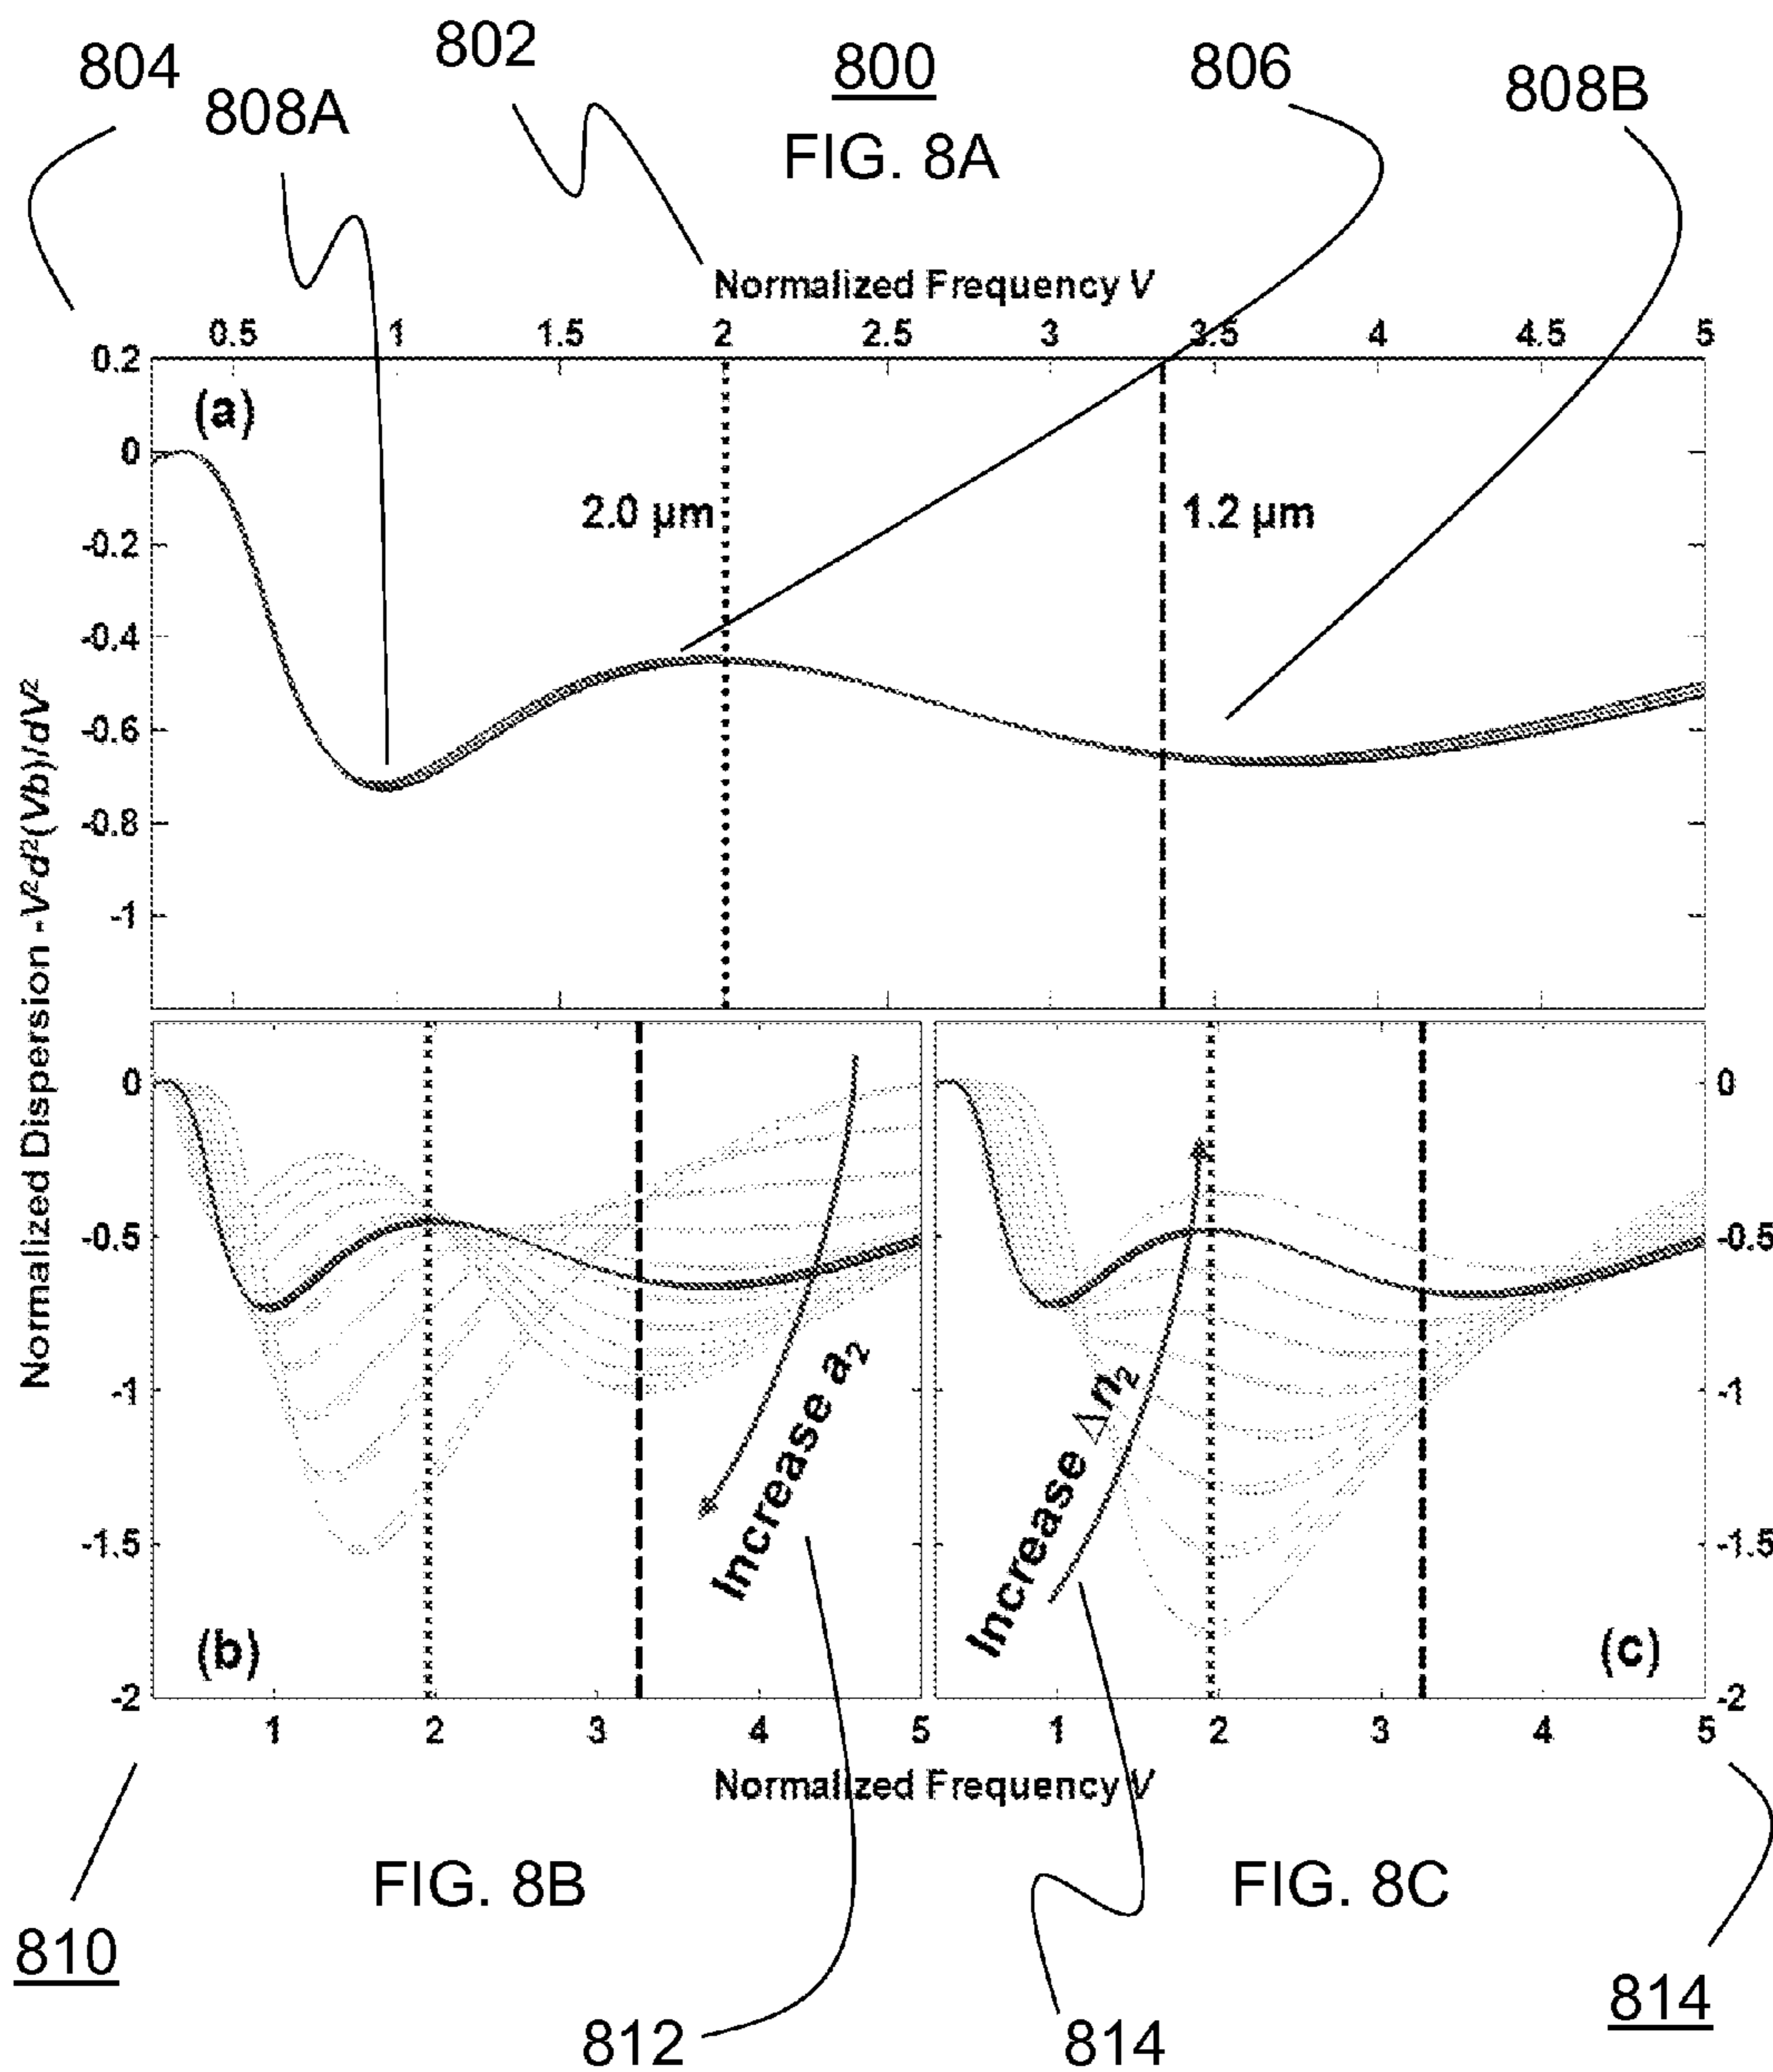 802
800
806
804
808B
808A
FIG. 8A
Normalized Frequency V
0.5 1 1.5 2 2.5 3 3.5 4 4.5 5
0.2
(a)
0
2.0 µm
1.2 µm
-0.2
-0.4
-0.6
-0.8
-1
Normalized Dispersion -V²d²(Vb)/dV²
0
0
-0.5
-0.5
-1
-1
Increase a₂
Increase Δn₂
-1.5
-1.5
(b)
(c)
-2
-2
1 2 3 4 5
1 2 3 4 5
Normalized Frequency V
FIG. 8B
FIG. 8C
810
814
812
814